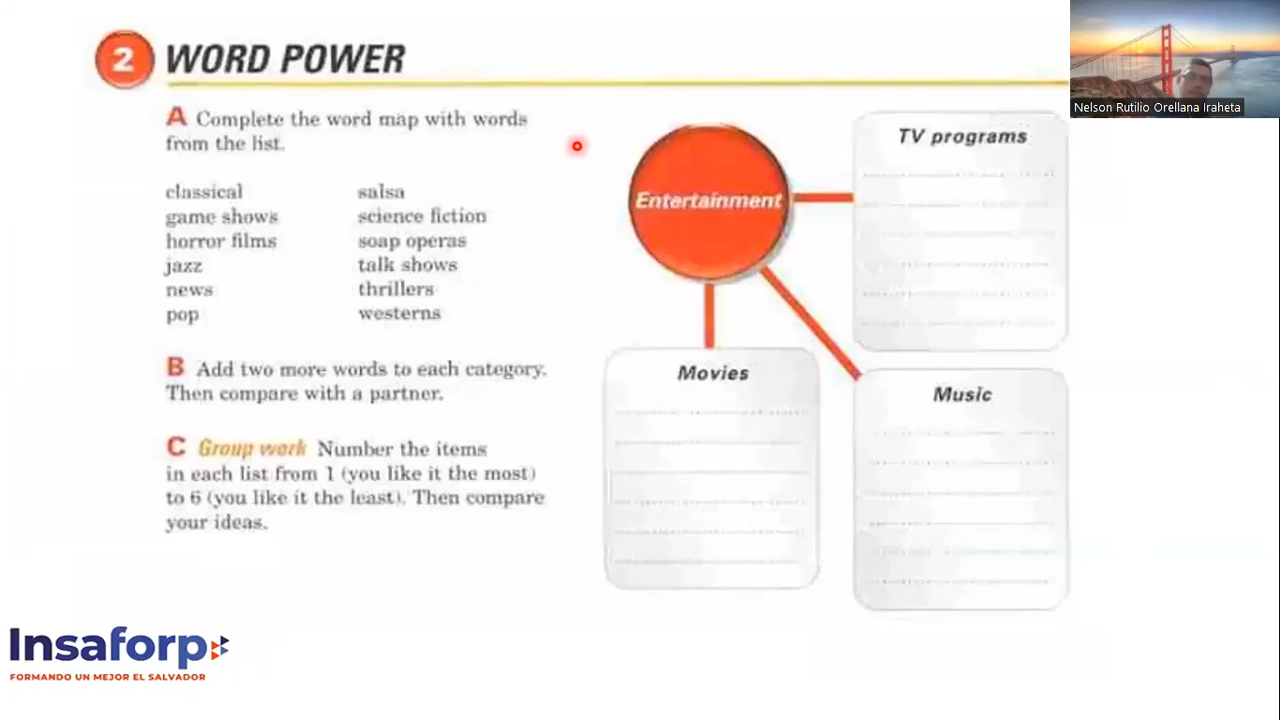 2 WORD POWER
Nelson Rutilio Orellana Iraheta
A Complete the word map with words
from the list.
classical salsa
game shows science fiction
horror films soap operas
jazz talk shows
news thrillers
pop westerns
B Add two more words to each category.
Then compare with a partner.
C Group work Number the items
in each list from 1 (you like it the most)
to 6 (you like it the least). Then compare
your ideas.
Entertainment
TV programs
Movies
Music
Insaforp
FORMANDO UN MEJOR EL SALVADOR